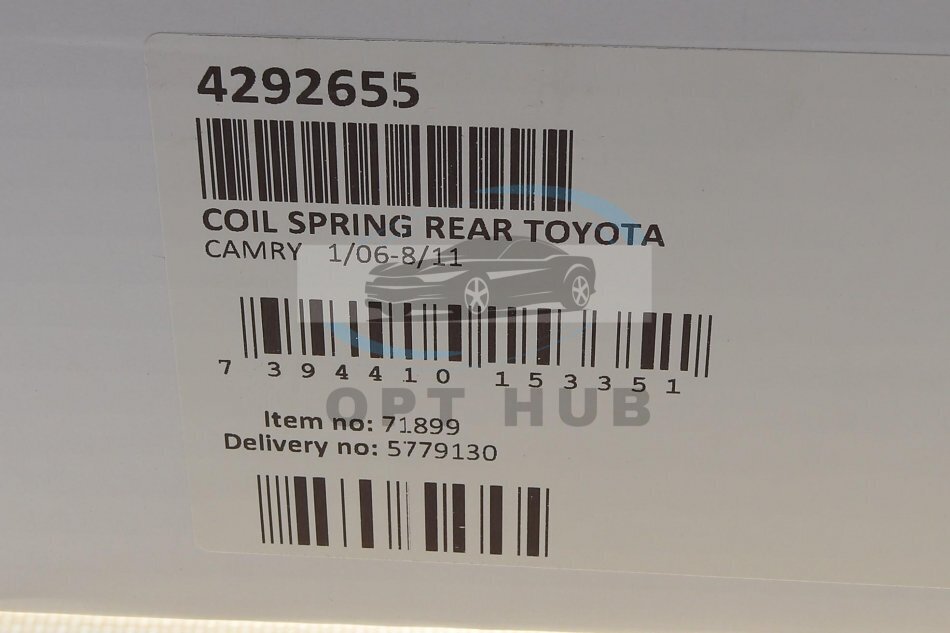 4292655
COIL SPRING REAR TOYOTA
CAMRY 1/06-8/11
7 394410 153351
OPT HUB
Item no: 71899
Delivery no: 5779130